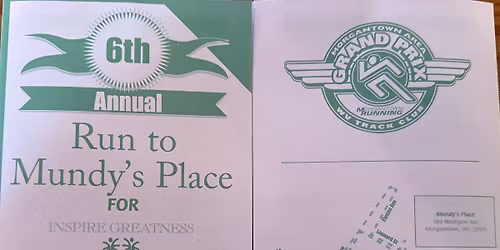 6th
Annual
Run to
Mundy's Place
FOR
INSPIRE GREATNESS
MORGANTOWN AREA
GRAND PRIX
MORGANTOWN
RUNNING
WV TRACK CLUB
Mundy's Place
Morgantown, WV